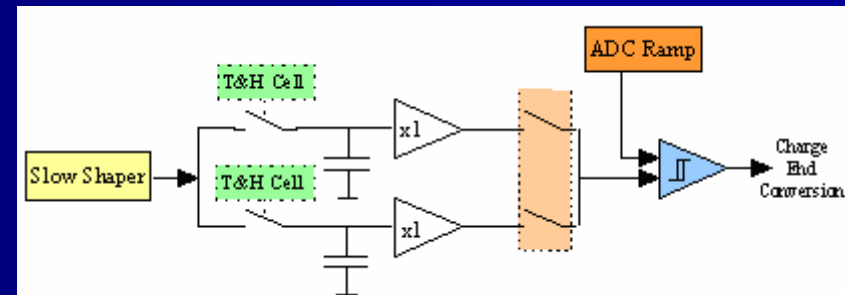 ADC Ramp
T&H Cell
x1
Slow Shaper
T&H Cell
x1
Charge
End
Conversion